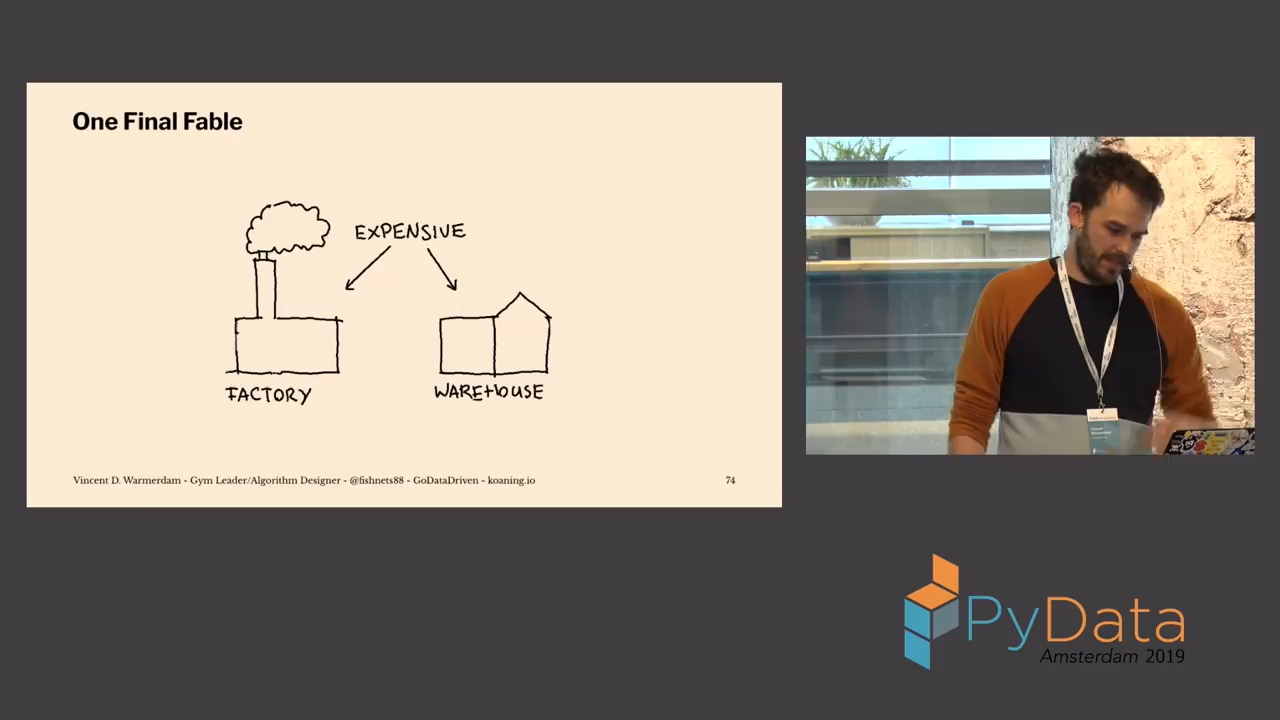 One Final Fable
EXPENSIVE
FACTORY
WAREHOUSE
Vincent D. Warmerdam - Gym Leader/Algorithm Designer - @fishnets88 - GoDataDriven - koaning.io
74
PyData
Amsterdam 2019